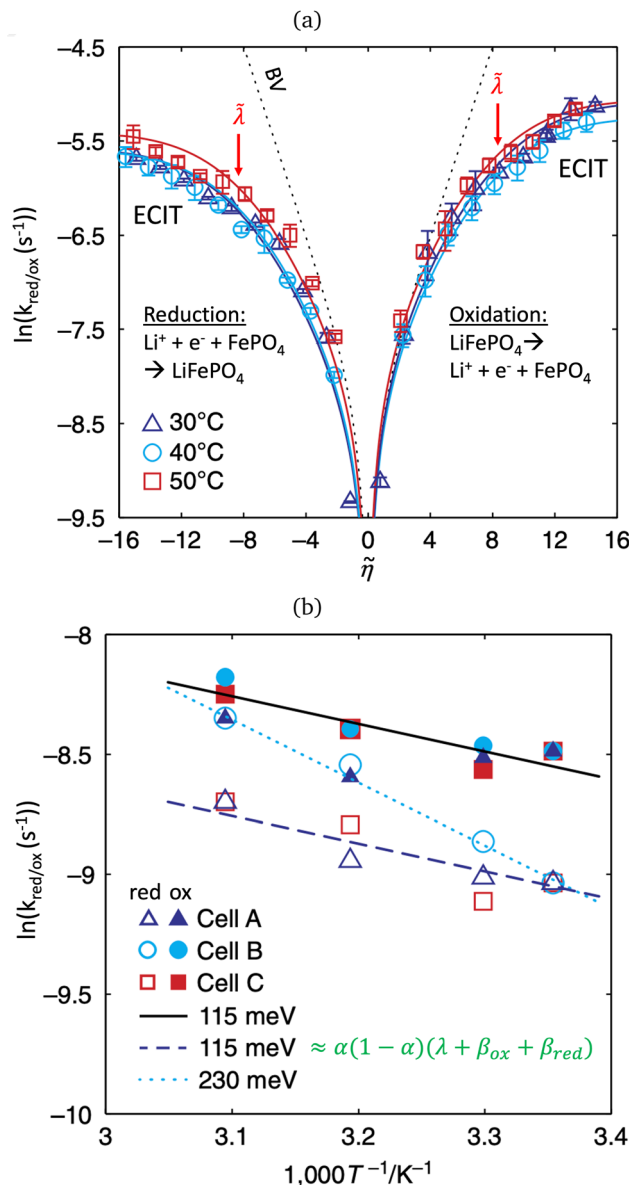 (a)
ln(k_red/ox (s⁻¹))
−4.5
−5.5
−6.5
−7.5
−8.5
−9.5
BV
λ̃
λ̃
ECIT
ECIT
Reduction:
Li⁺ + e⁻ + FePO₄
→ LiFePO₄
Oxidation:
LiFePO₄→
Li⁺ + e⁻ + FePO₄
30°C
40°C
50°C
−16 −12 −8 −4 0 4 8 12 16
η̃
(b)
ln(k_red/ox (s⁻¹))
−8
−8.5
−9
−9.5
−10
red ox
Cell A
Cell B
Cell C
115 meV
115 meV ≈ α(1 − α)(λ + β_ox + β_red)
230 meV
3 3.1 3.2 3.3 3.4
1,000T⁻¹/K⁻¹